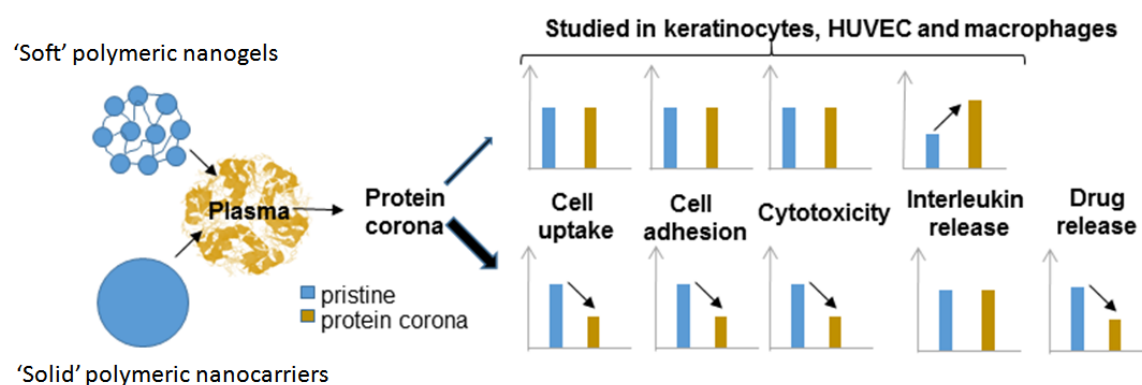 Studied in keratinocytes, HUVEC and macrophages
‘Soft’ polymeric nanogels
Plasma
Protein
corona
Cell
uptake
Cell
adhesion
Cytotoxicity
Interleukin
release
Drug
release
pristine
protein corona
‘Solid’ polymeric nanocarriers